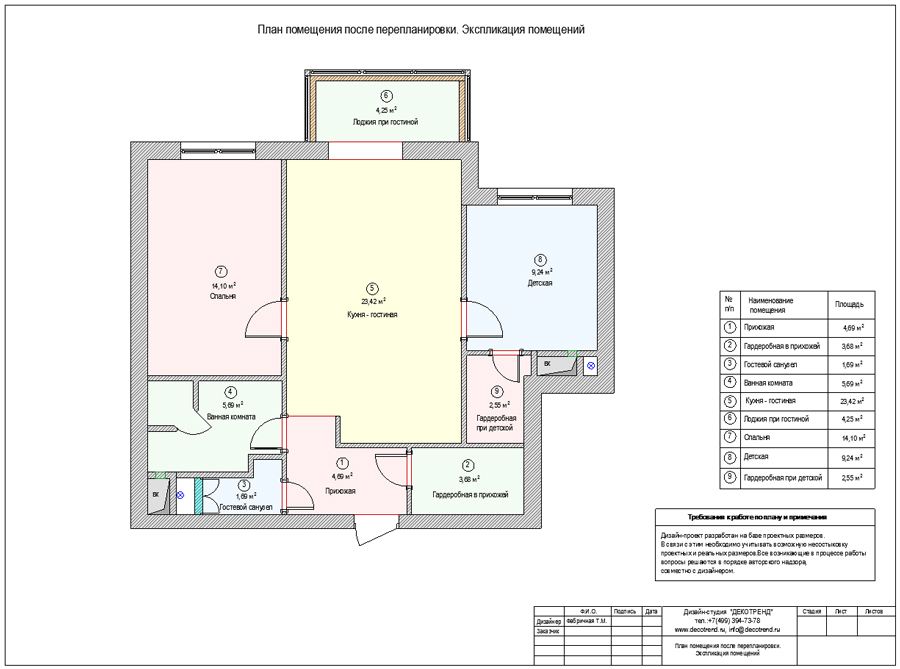 План помещения после перепланировки. Экспликация помещений
6
4,25 м²
Лоджия при гостиной
7
14,10 м²
Спальня
5
23,42 м²
Кухня - гостиная
8
9,24 м²
Детская
вк
9
2,55 м²
Гардеробная
при детской
4
5,69 м²
Ванная комната
1
4,69 м²
Прихожая
2
3,68 м²
Гардеробная в прихожей
вк
3
1,69 м²
Гостевой санузел
№ п/п Наименование помещения Площадь
1 Прихожая 4,69 м²
2 Гардеробная в прихожей 3,68 м²
3 Гостевой санузел 1,69 м²
4 Ванная комната 5,69 м²
5 Кухня - гостиная 23,42 м²
6 Лоджия при гостиной 4,25 м²
7 Спальня 14,10 м²
8 Детская 9,24 м²
9 Гардеробная при детской 2,55 м²
Требования к работе по плану и примечания
Дизайн-проект разработан на базе проектных размеров.
В связи с этим необходимо учитывать возможную несостыковку
проектных и реальных размеров.Все возникающие в процессе работы
вопросы решаются в порядке авторского надзора,
совместно с дизайнером.
Ф.И.О. Подпись Дата
Дизайнер Фабричная Т.М.
Заказчик
Дизайн-студия "ДЕКОТРЕНД"
тел.:+7(499) 394-73-78
www.decotrend.ru, info@decotrend.ru
Стадия Лист Листов
План помещения после перепланировки.
Экспликация помещений